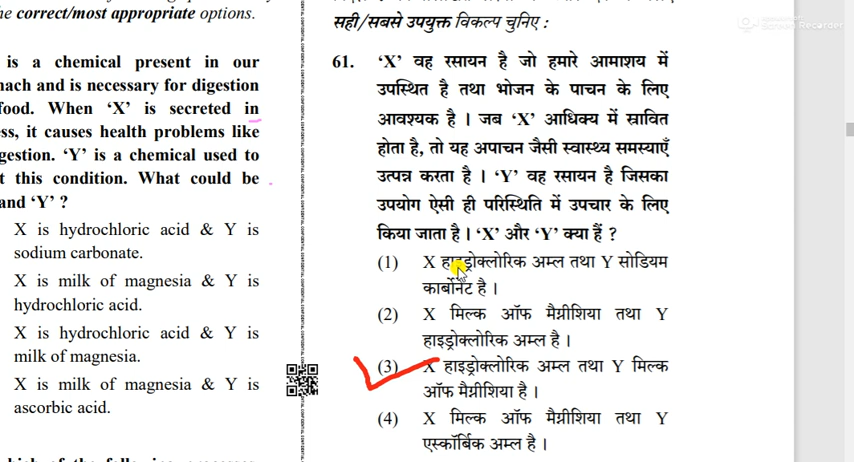 he correct/most appropriate options.
is a chemical present in our
nach and is necessary for digestion
food. When ‘X’ is secreted in
ess, it causes health problems like
gestion. ‘Y’ is a chemical used to
t this condition. What could be
and ‘Y’ ?
X is hydrochloric acid & Y is
sodium carbonate.
X is milk of magnesia & Y is
hydrochloric acid.
X is hydrochloric acid & Y is
milk of magnesia.
X is milk of magnesia & Y is
ascorbic acid.
सही/सबसे उपयुक्त विकल्प चुनिए :
61. ‘X’ वह रसायन है जो हमारे आमाशय में
उपस्थित है तथा भोजन के पाचन के लिए
आवश्यक है । जब ‘X’ आधिक्य में स्रावित
होता है, तो यह अपाचन जैसी स्वास्थ्य समस्याएँ
उत्पन्न करता है । ‘Y’ वह रसायन है जिसका
उपयोग ऐसी ही परिस्थिति में उपचार के लिए
किया जाता है । ‘X’ और ‘Y’ क्या हैं ?
(1) X हाइड्रोक्लोरिक अम्ल तथा Y सोडियम
कार्बोनेट है ।
(2) X मिल्क ऑफ मैग्नीशिया तथा Y
हाइड्रोक्लोरिक अम्ल है ।
(3) X हाइड्रोक्लोरिक अम्ल तथा Y मिल्क
ऑफ मैग्नीशिया है ।
(4) X मिल्क ऑफ मैग्नीशिया तथा Y
एस्कॉर्बिक अम्ल है ।
Screen Recorder